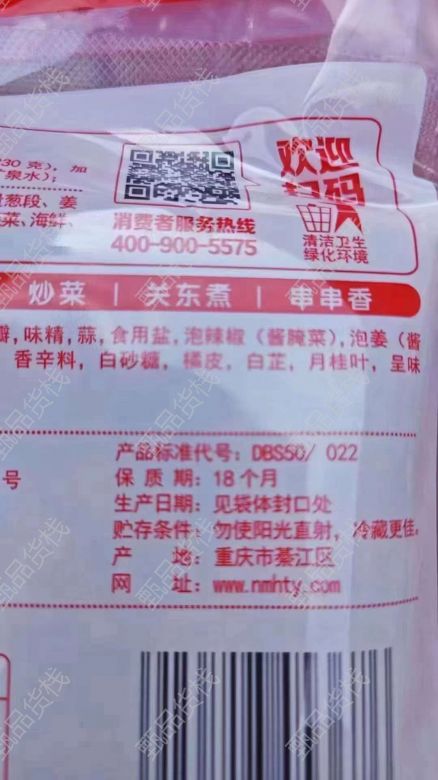 欢迎
扫码
30 克）, 加
泉水）;
葱段、姜
菜、海鲜、
消费者服务热线
400-900-5575
清洁卫生
绿化环境
炒菜 | 关东煮 | 串串香
味精, 蒜, 食用盐, 泡辣椒（酱腌菜）, 泡姜（酱
香辛料, 白砂糖, 橘皮, 白芷, 月桂叶, 呈味
产品标准代号: DBS50/ 022
号
保 质 期: 18个月
生产日期: 见袋体封口处
贮存条件: 勿使阳光直射, 冷藏更佳。
产 地: 重庆市綦江区
网 址: www.nmhty.com
甄品货栈